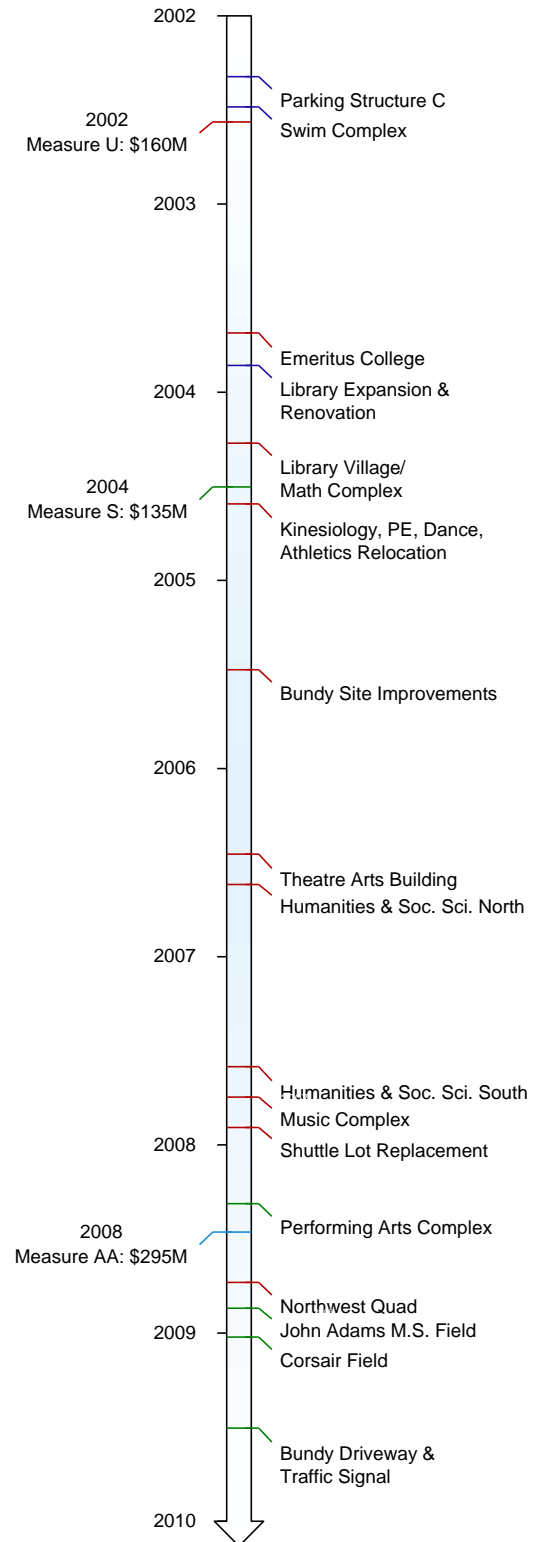 2002
Parking Structure C
Swim Complex
2002
Measure U: $160M
2003
Emeritus College
2004
Library Expansion &
Renovation
Library Village/
Math Complex
2004
Measure S: $135M
Kinesiology, PE, Dance,
Athletics Relocation
2005
Bundy Site Improvements
2006
Theatre Arts Building
Humanities & Soc. Sci. North
2007
Humanities & Soc. Sci. South
Music Complex
2008
Shuttle Lot Replacement
Performing Arts Complex
2008
Measure AA: $295M
Northwest Quad
John Adams M.S. Field
2009
Corsair Field
Bundy Driveway &
Traffic Signal
2010